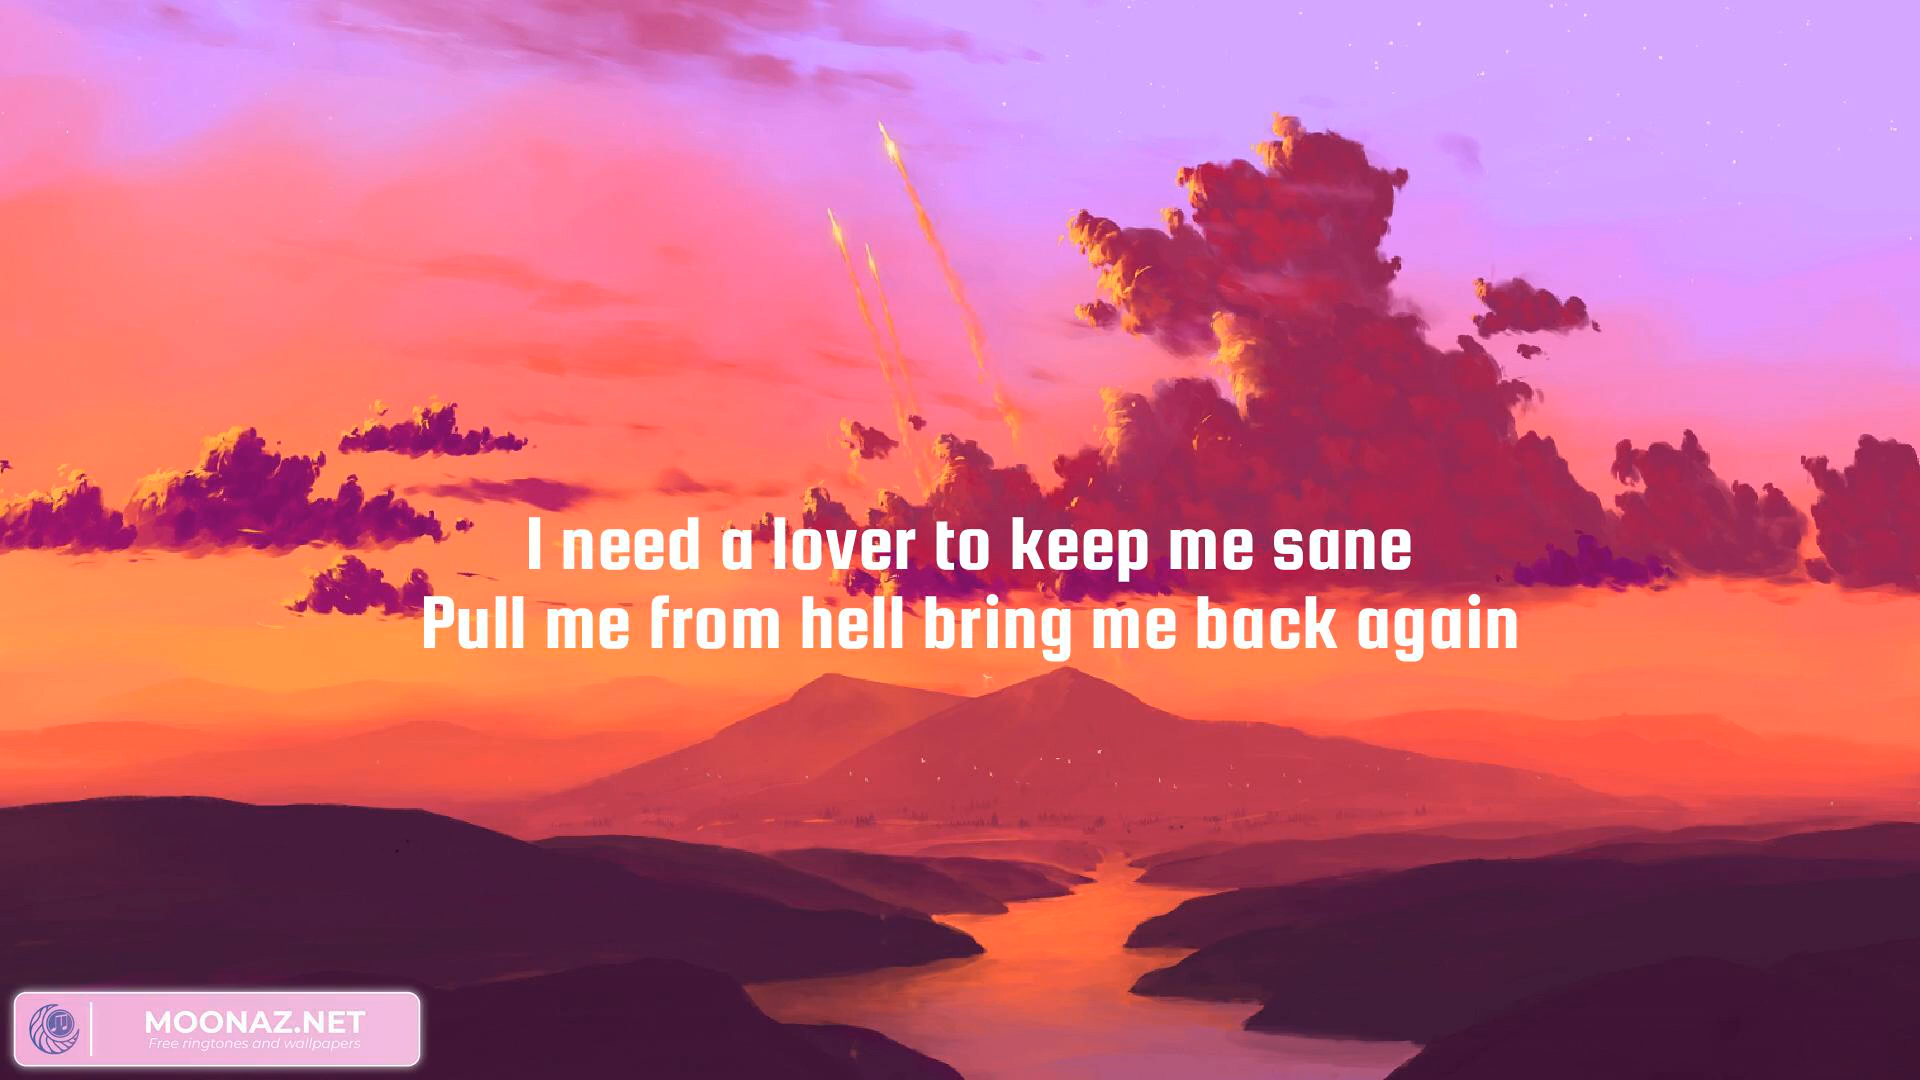 I need a lover to keep me sane
Pull me from hell bring me back again
MOONAZ.NET
Free ringtones and wallpapers